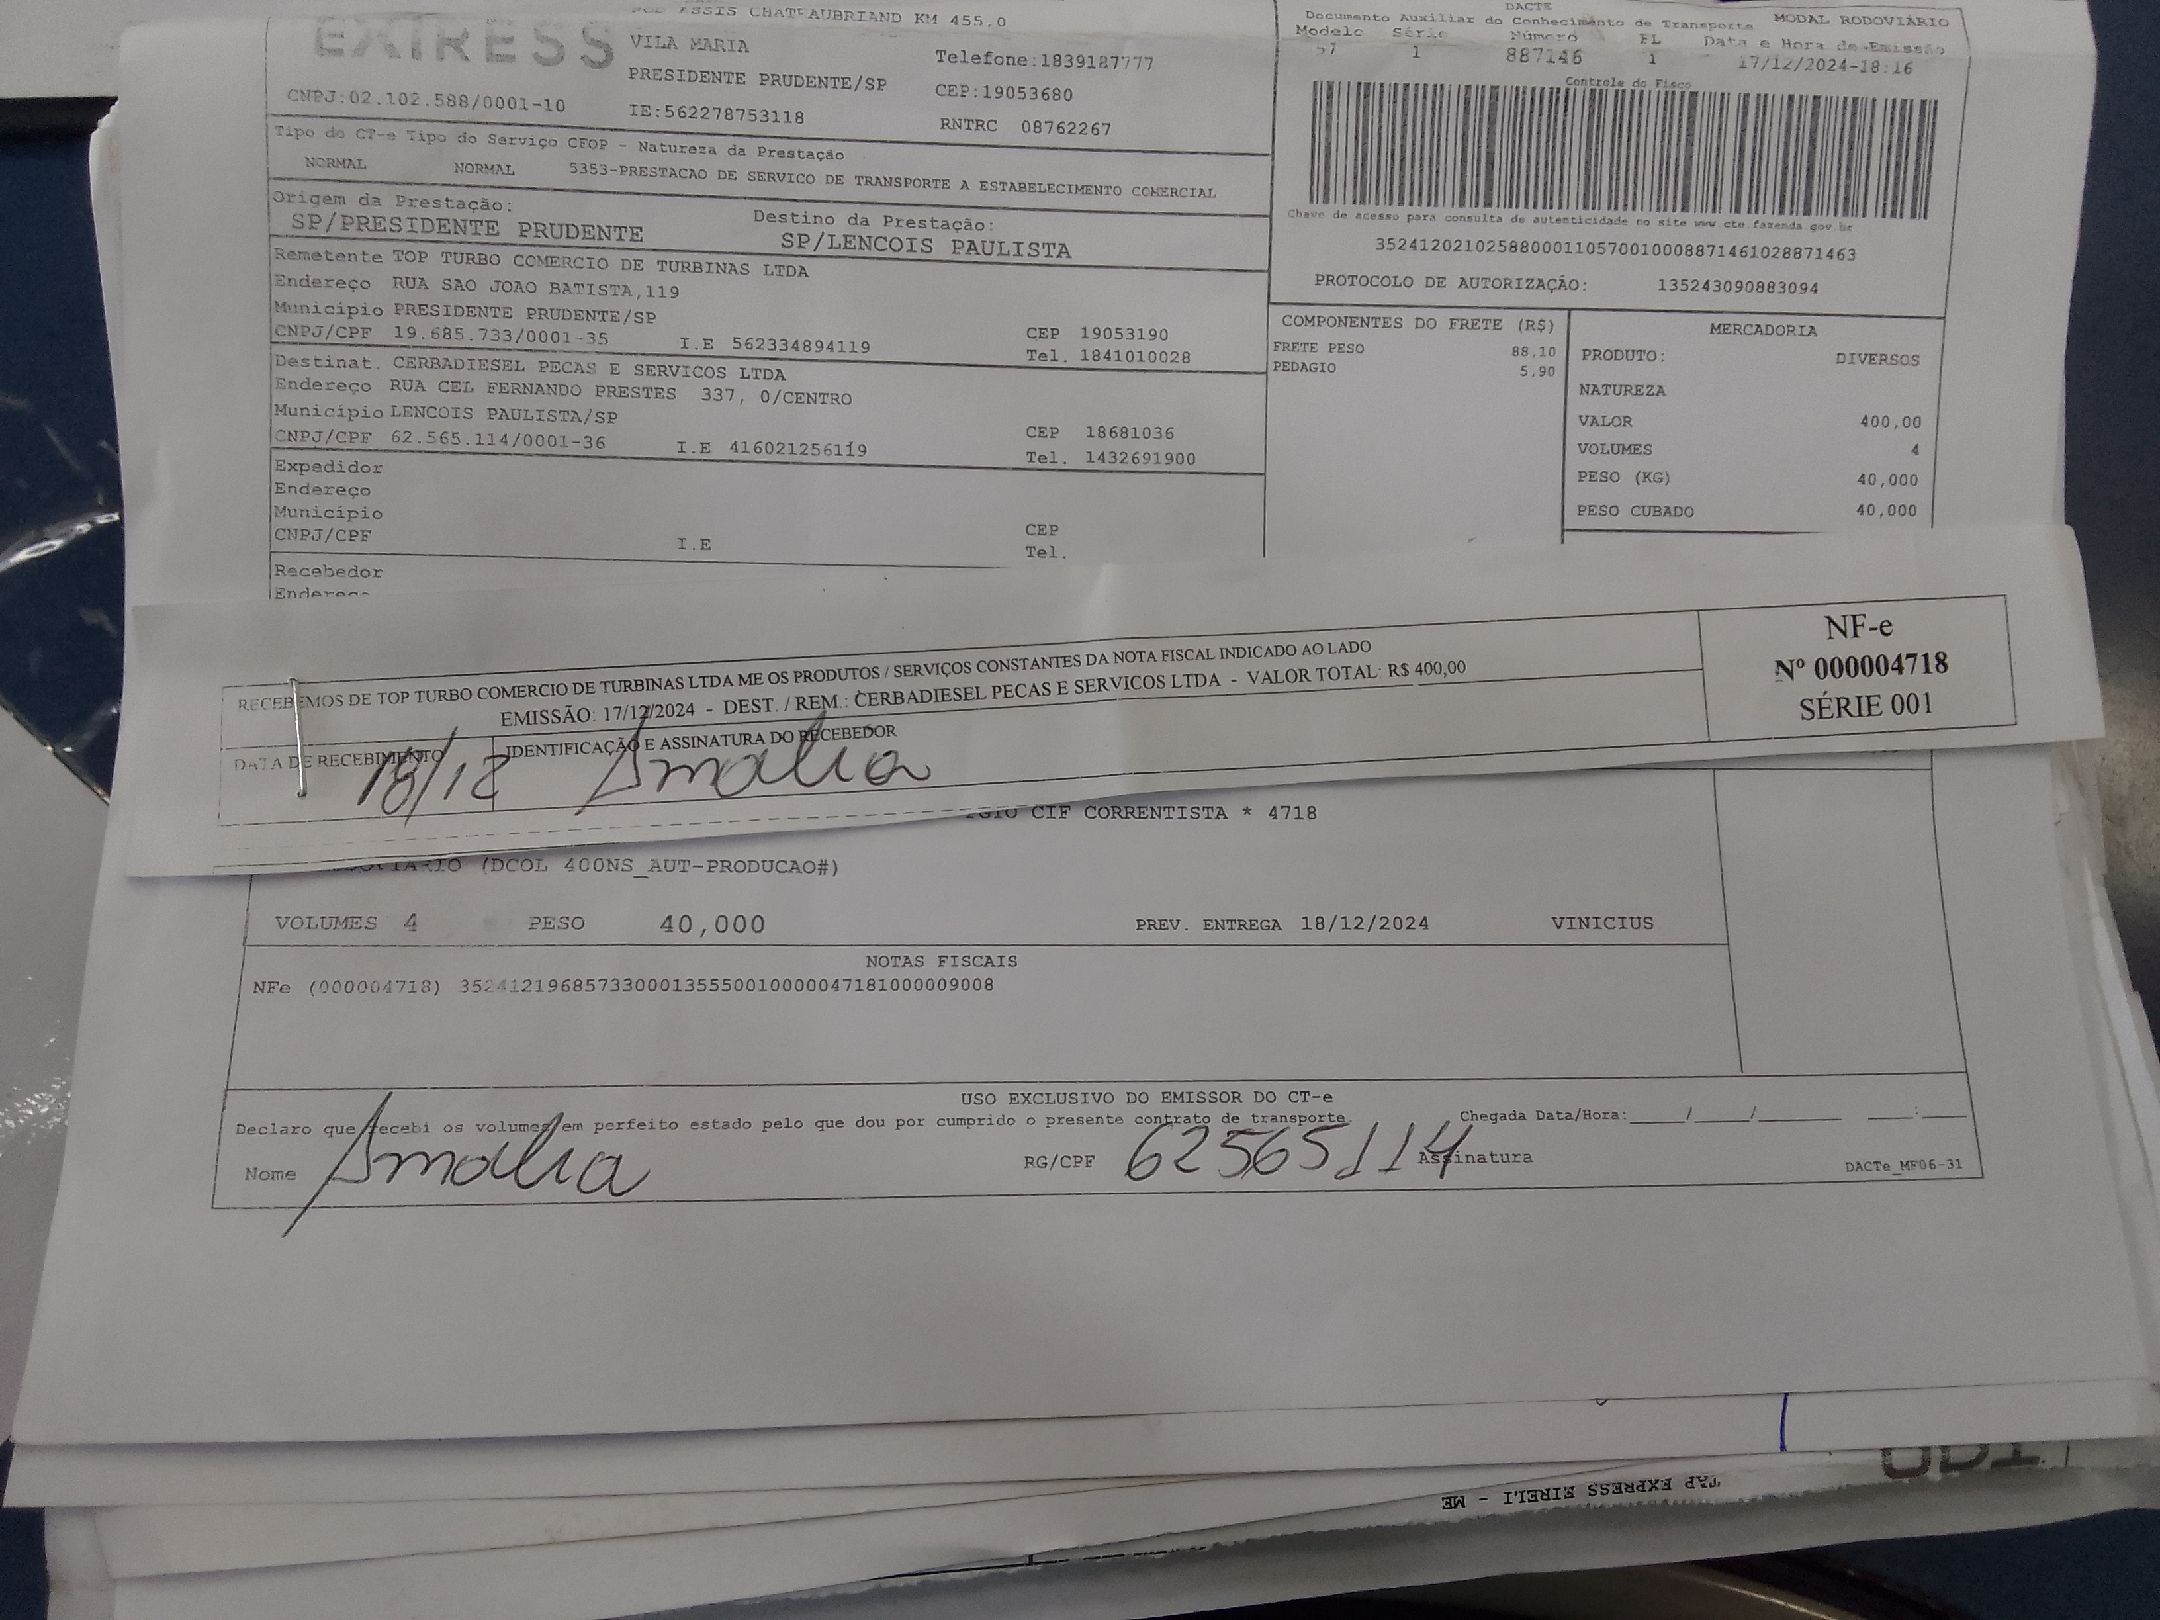 ASSIS CHATEAUBRIAND KM 455,0
EXPRESS
VILA MARIA
Telefone:1839187777
PRESIDENTE PRUDENTE/SP
CEP:19053680
CNPJ:02.102.588/0001-10
IE:562278753118
RNTRC 08762267
DACTE
Documento Auxiliar do Conhecimento de Transporte MODAL RODOVIÁRIO
Modelo Série Número FL Data e Hora de Emissão
57 1 887146 1 17/12/2024-18:16
Controle do Fisco
Chave de acesso para consulta de autenticidade no site www.cte.fazenda.gov.br
35241202102588000110570010008871461028871463
PROTOCOLO DE AUTORIZAÇÃO: 135243090883094
Tipo do CT-e Tipo do Serviço CFOP - Natureza da Prestação
NORMAL NORMAL 5353-PRESTACAO DE SERVICO DE TRANSPORTE A ESTABELECIMENTO COMERCIAL
Origem da Prestação: Destino da Prestação:
SP/PRESIDENTE PRUDENTE SP/LENCOIS PAULISTA
Remetente TOP TURBO COMERCIO DE TURBINAS LTDA
Endereço RUA SAO JOAO BATISTA,119
Município PRESIDENTE PRUDENTE/SP CEP 19053190
CNPJ/CPF 19.685.733/0001-35 I.E 562334894119 Tel. 1841010028
Destinat. CERBADIESEL PECAS E SERVICOS LTDA
Endereço RUA CEL FERNANDO PRESTES 337, 0/CENTRO
Município LENCOIS PAULISTA/SP CEP 18681036
CNPJ/CPF 62.565.114/0001-36 I.E 416021256119 Tel. 1432691900
Expedidor
Endereço
Município CEP
CNPJ/CPF I.E Tel.
Recebedor
Endereço
COMPONENTES DO FRETE (R$)
FRETE PESO 88,10
PEDAGIO 5,90
MERCADORIA
PRODUTO: DIVERSOS
NATUREZA
VALOR 400,00
VOLUMES 4
PESO (KG) 40,000
PESO CUBADO 40,000
RECEBEMOS DE TOP TURBO COMERCIO DE TURBINAS LTDA ME OS PRODUTOS / SERVIÇOS CONSTANTES DA NOTA FISCAL INDICADO AO LADO
EMISSÃO: 17/12/2024 - DEST. / REM.: CERBADIESEL PECAS E SERVICOS LTDA - VALOR TOTAL: R$ 400,00
DATA DE RECEBIMENTO IDENTIFICAÇÃO E ASSINATURA DO RECEBEDOR
18/12 Amalia
NF-e
Nº 000004718
SÉRIE 001
CIF CORRENTISTA * 4718
(DCOL 400NS_AUT-PRODUCAO#)
VOLUMES 4 PESO 40,000 PREV. ENTREGA 18/12/2024 VINICIUS
NOTAS FISCAIS
NFe (000004718) 35241219685733000135550010000047181000009008
USO EXCLUSIVO DO EMISSOR DO CT-e
Declaro que recebi os volumes em perfeito estado pelo que dou por cumprido o presente contrato de transporte Chegada Data/Hora:____/____/________ ____:____
Nome Amalia RG/CPF 62565114 Assinatura DACTe_MF06-31
TAP EXPRESS EIRELI - ME